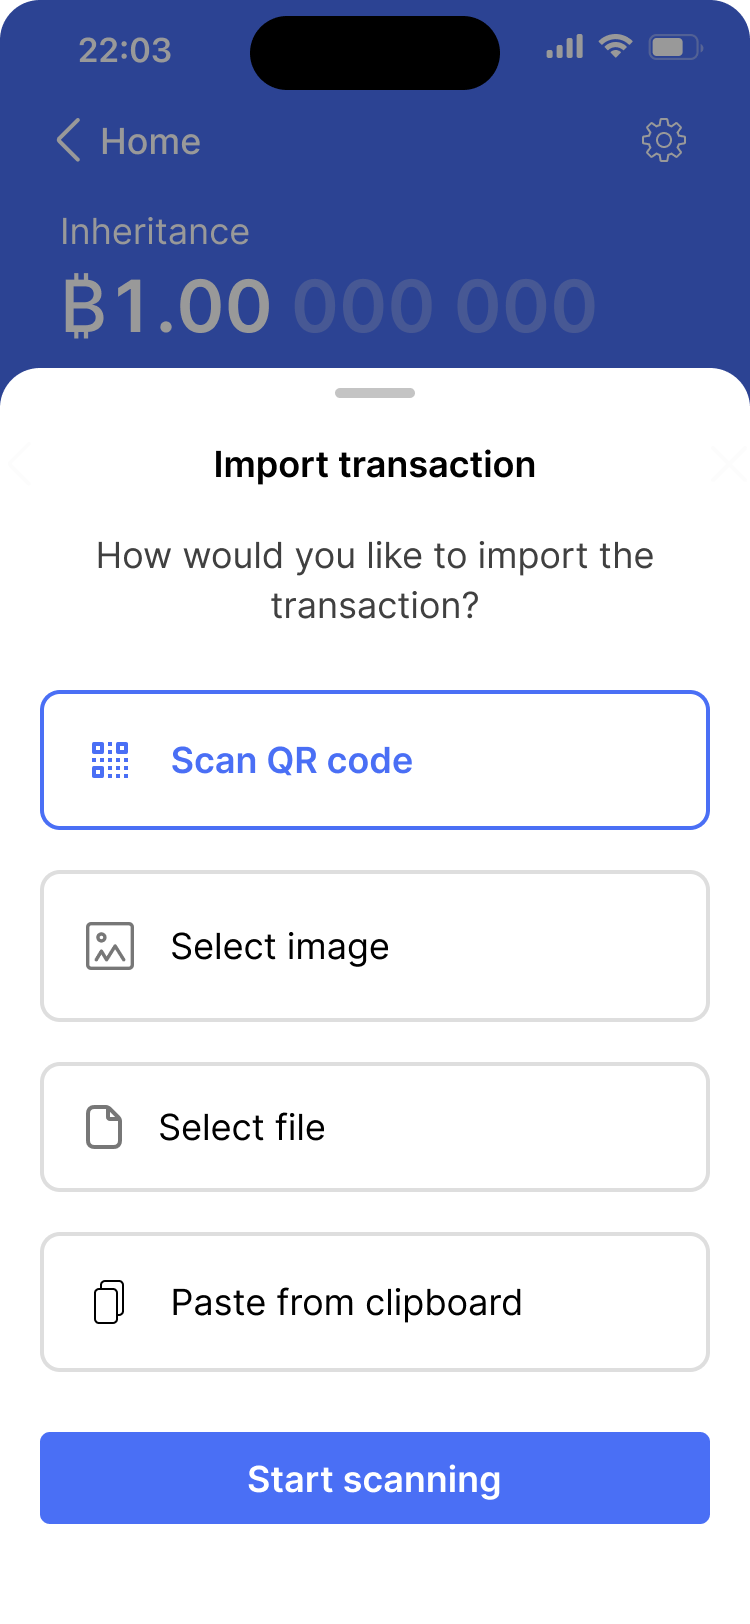 22:03
Home
Inheritance
₿1.00 000 000
Import transaction
How would you like to import the
transaction?
Scan QR code
Select image
Select file
Paste from clipboard
Start scanning